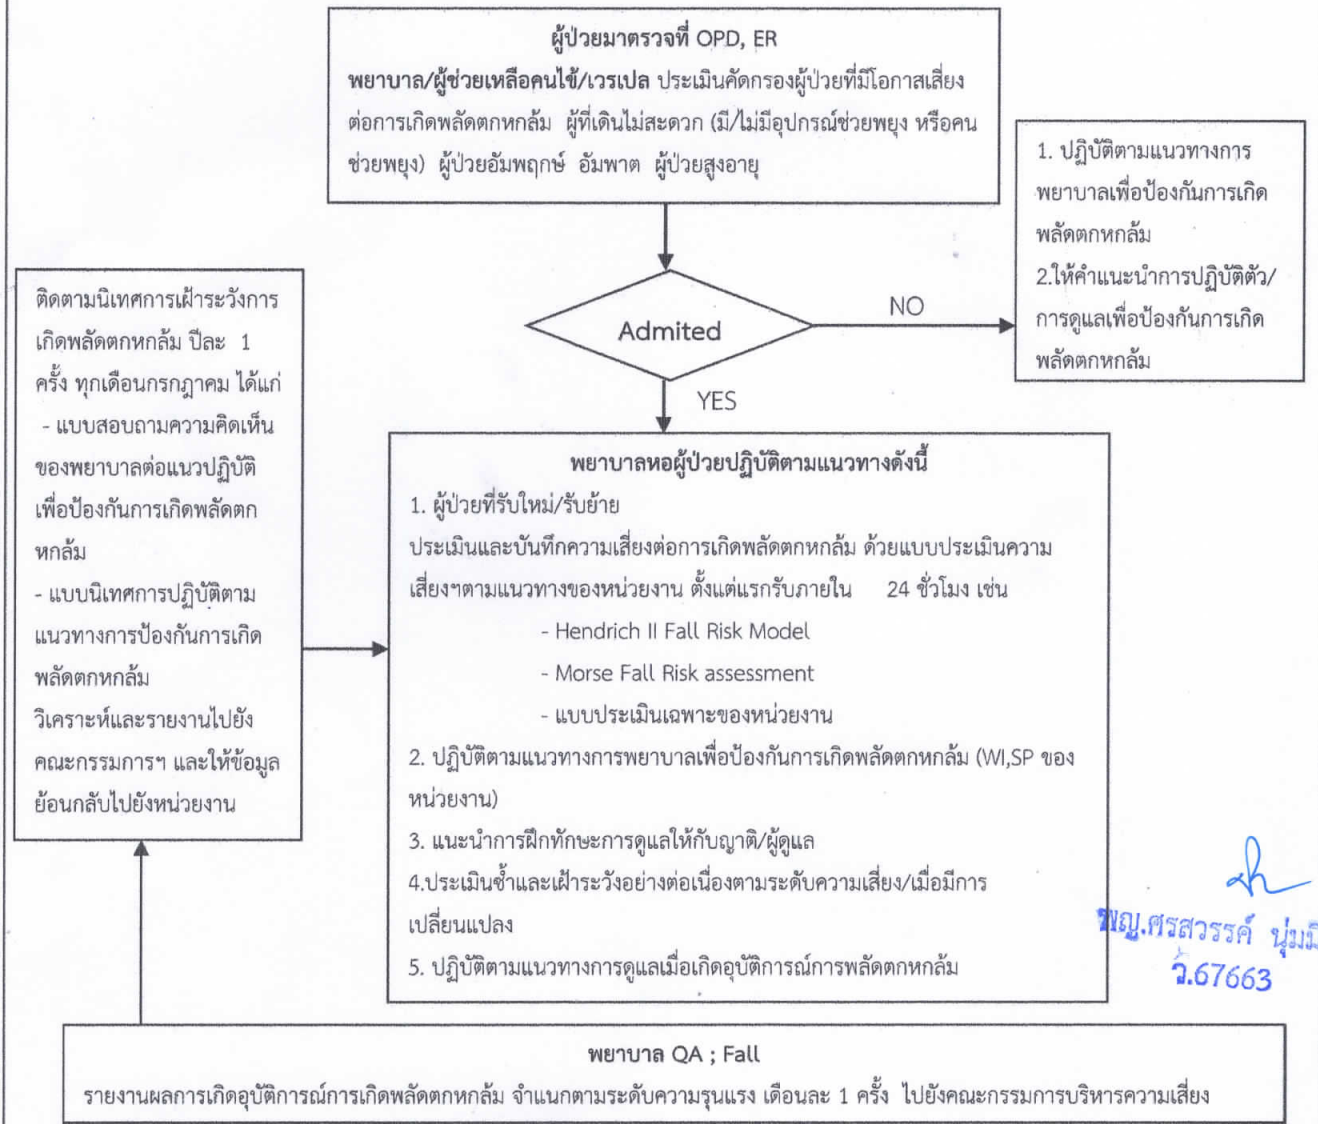 ผู้ป่วยมาตรวจที่ OPD, ER
พยาบาล/ผู้ช่วยเหลือคนไข้/เวรเปล ประเมินคัดกรองผู้ป่วยที่มีโอกาสเสี่ยง
ต่อการเกิดพลัดตกหกล้ม ผู้ที่เดินไม่สะดวก (มี/ไม่มีอุปกรณ์ช่วยพยุง หรือคน
ช่วยพยุง) ผู้ป่วยอัมพฤกษ์ อัมพาต ผู้ป่วยสูงอายุ
Admited
NO
1. ปฏิบัติตามแนวทางการ
พยาบาลเพื่อป้องกันการเกิด
พลัดตกหกล้ม
2.ให้คำแนะนำการปฏิบัติตัว/
การดูแลเพื่อป้องกันการเกิด
พลัดตกหกล้ม
YES
ติดตามนิเทศการเฝ้าระวังการ
เกิดพลัดตกหกล้ม ปีละ 1
ครั้ง ทุกเดือนกรกฎาคม ได้แก่
- แบบสอบถามความคิดเห็น
ของพยาบาลต่อแนวปฏิบัติ
เพื่อป้องกันการเกิดพลัดตก
หกล้ม
- แบบนิเทศการปฏิบัติตาม
แนวทางการป้องกันการเกิด
พลัดตกหกล้ม
วิเคราะห์และรายงานไปยัง
คณะกรรมการฯ และให้ข้อมูล
ย้อนกลับไปยังหน่วยงาน
พยาบาลหอผู้ป่วยปฏิบัติตามแนวทางดังนี้
1. ผู้ป่วยที่รับใหม่/รับย้าย
ประเมินและบันทึกความเสี่ยงต่อการเกิดพลัดตกหกล้ม ด้วยแบบประเมินความ
เสี่ยงฯตามแนวทางของหน่วยงาน ตั้งแต่แรกรับภายใน 24 ชั่วโมง เช่น
- Hendrich II Fall Risk Model
- Morse Fall Risk assessment
- แบบประเมินเฉพาะของหน่วยงาน
2. ปฏิบัติตามแนวทางการพยาบาลเพื่อป้องกันการเกิดพลัดตกหกล้ม (WI,SP ของ
หน่วยงาน)
3. แนะนำการฝึกทักษะการดูแลให้กับญาติ/ผู้ดูแล
4.ประเมินซ้ำและเฝ้าระวังอย่างต่อเนื่องตามระดับความเสี่ยง/เมื่อมีการ
เปลี่ยนแปลง
5. ปฏิบัติตามแนวทางการดูแลเมื่อเกิดอุบัติการณ์การพลัดตกหกล้ม
พญ.ศรสวรรค์
ว.67663
พยาบาล QA ; Fall
รายงานผลการเกิดอุบัติการณ์การเกิดพลัดตกหกล้ม จำแนกตามระดับความรุนแรง เดือนละ 1 ครั้ง ไปยังคณะกรรมการบริหารความเสี่ยง